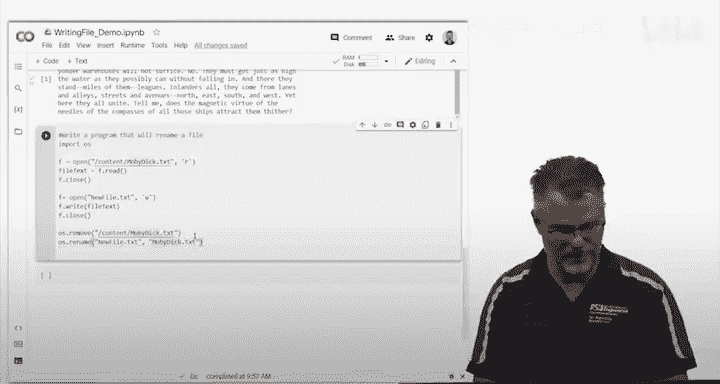 WritingFile_Demo.ipynb
File Edit View Insert Runtime Tools Help All changes saved
Comment Share
+ Code + Text
RAM
Disk
Editing
yonder warehouses will not suffice. No. They must get just as nigh
the water as they possibly can without falling in. And there they
[1] stand--miles of them--leagues. Inlanders all, they come from lanes
and alleys, streets and avenues--north, east, south, and west. Yet
here they all unite. Tell me, does the magnetic virtue of the
needles of the compasses of all those ships attract them thither?
#Write a program that will rename a file
import os
f = open("/content/MobyDick.txt", 'r')
fileText = f.read()
f.close()
f= open("NewFile.txt", 'w')
f.write(fileText)
f.close()
os.remove("/content/MobyDick.txt")
os.rename("NewFile.txt", "MobyDick.txt")
[ ]
0s completed at 9:57 AM